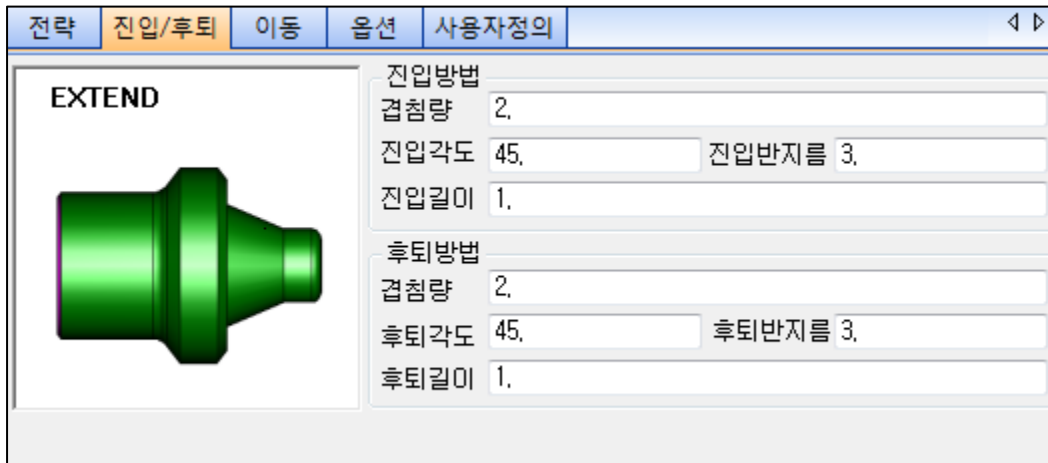 전략 진입/후퇴 이동 옵션 사용자정의
EXTEND
진입방법
겹침량 2,
진입각도 45, 진입반지름 3,
진입길이 1,
후퇴방법
겹침량 2,
후퇴각도 45, 후퇴반지름 3,
후퇴길이 1,